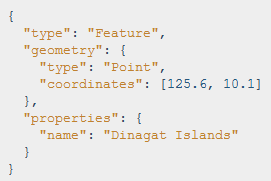 {
  "type": "Feature",
  "geometry": {
    "type": "Point",
    "coordinates": [125.6, 10.1]
  },
  "properties": {
    "name": "Dinagat Islands"
  }
}